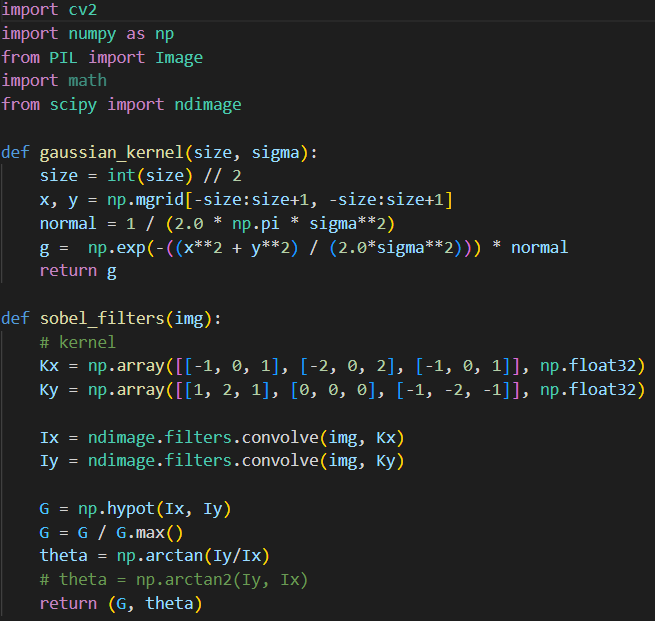 import cv2
import numpy as np
from PIL import Image
import math
from scipy import ndimage
def gaussian_kernel(size, sigma):
    size = int(size) // 2
    x, y = np.mgrid[-size:size+1, -size:size+1]
    normal = 1 / (2.0 * np.pi * sigma**2)
    g =  np.exp(-((x**2 + y**2) / (2.0*sigma**2))) * normal
    return g
def sobel_filters(img):
    # kernel
    Kx = np.array([[-1, 0, 1], [-2, 0, 2], [-1, 0, 1]], np.float32)
    Ky = np.array([[1, 2, 1], [0, 0, 0], [-1, -2, -1]], np.float32)
    Ix = ndimage.filters.convolve(img, Kx)
    Iy = ndimage.filters.convolve(img, Ky)
    G = np.hypot(Ix, Iy)
    G = G / G.max()
    theta = np.arctan(Iy/Ix)
    # theta = np.arctan2(Iy, Ix)
    return (G, theta)